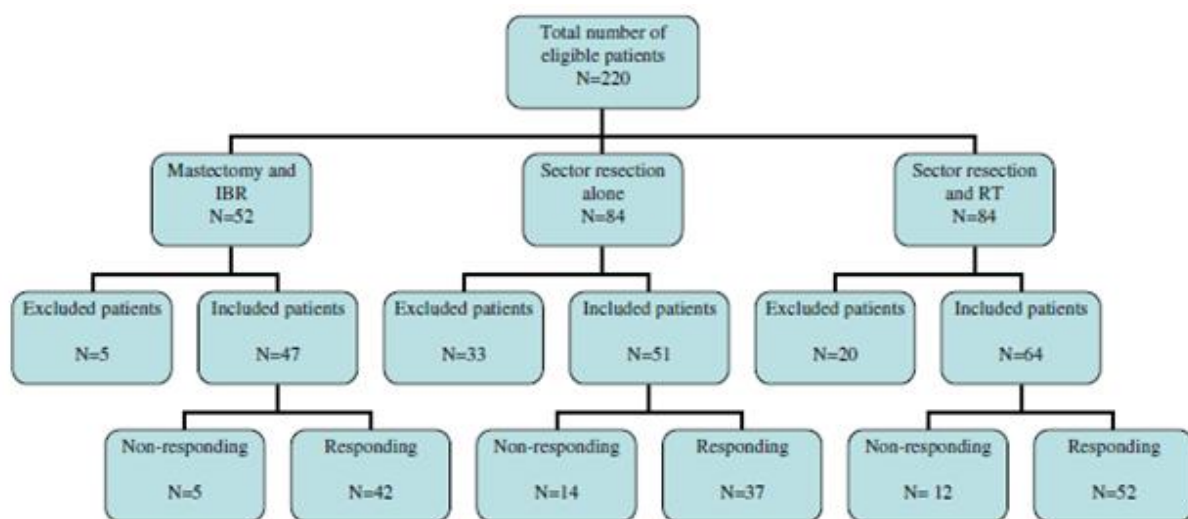 Total number of
eligible patients
N=220
Mastectomy and
IBR
N=52
Sector resection
alone
N=84
Sector resection
and RT
N=84
Excluded patients
N=5
Included patients
N=47
Excluded patients
N=33
Included patients
N=51
Excluded patients
N=20
Included patients
N=64
Non-responding
N=5
Responding
N=42
Non-responding
N=14
Responding
N=37
Non-responding
N= 12
Responding
N=52